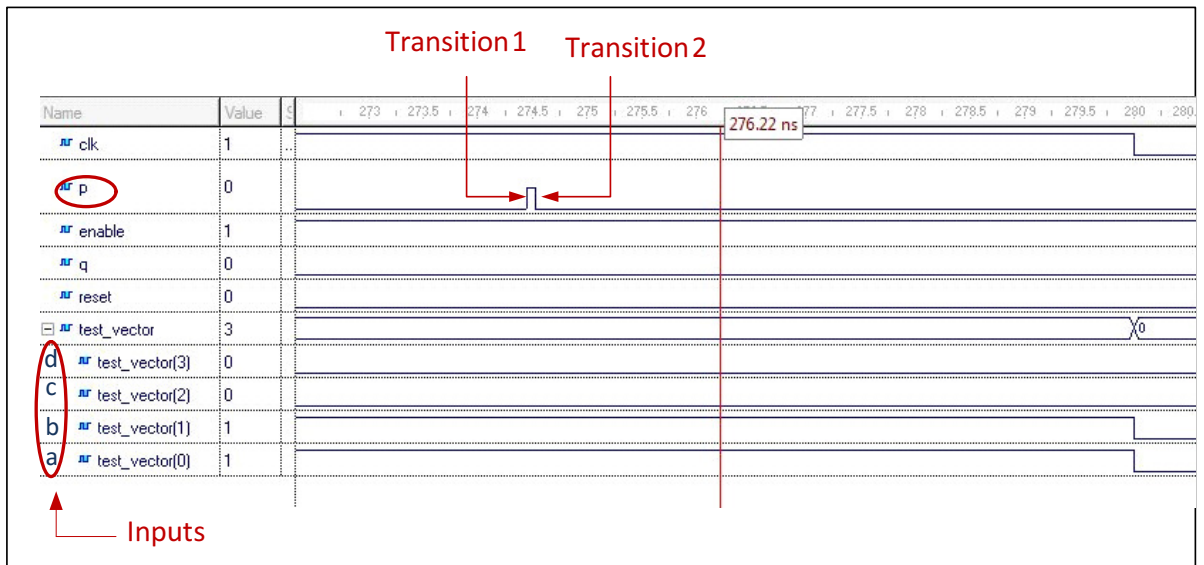 Transition 1 Transition 2
Name Value S 273 273.5 274 274.5 275 275.5 276 77 277.5 278 278.5 279 279.5 280 280.
276.22 ns
clk 1 ..
p 0
enable 1
q 0
reset 0
test_vector 3 0
d test_vector(3) 0
c test_vector(2) 0
b test_vector(1) 1
a test_vector(0) 1
Inputs